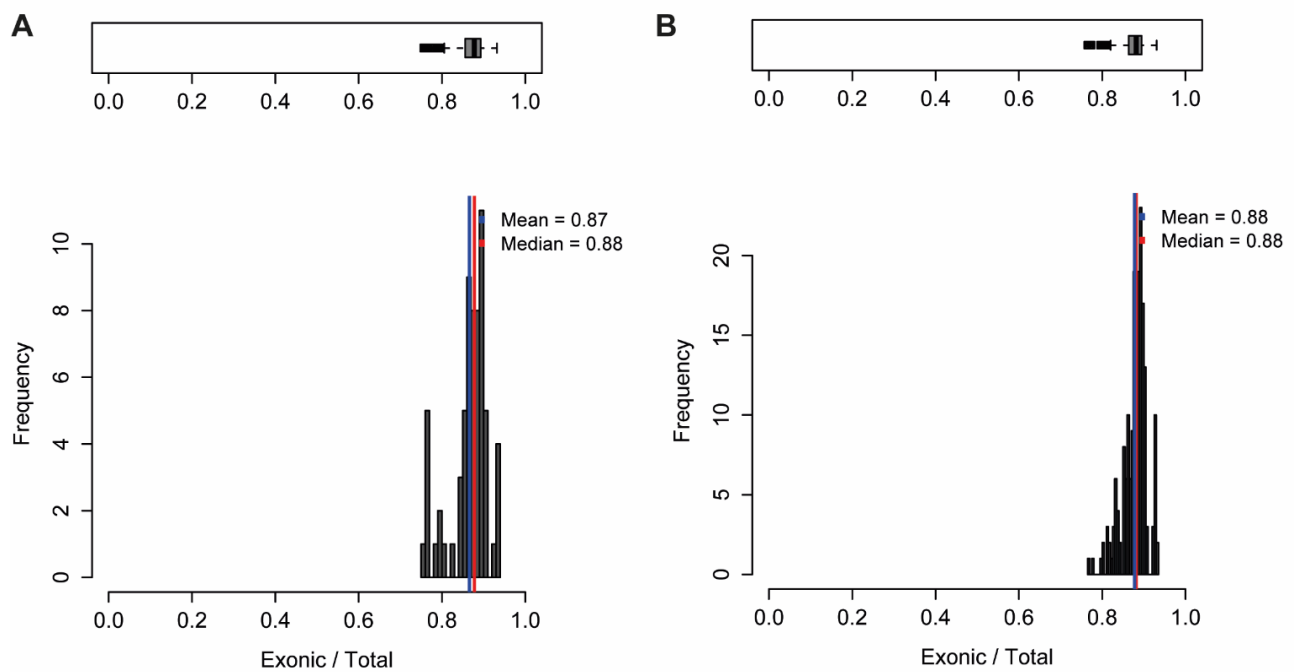 A
0.0 0.2 0.4 0.6 0.8 1.0
Mean = 0.87
Median = 0.88
Frequency
0 2 4 6 8 10
0.0 0.2 0.4 0.6 0.8 1.0
Exonic / Total
B
0.0 0.2 0.4 0.6 0.8 1.0
Mean = 0.88
Median = 0.88
Frequency
0 5 10 15 20
0.0 0.2 0.4 0.6 0.8 1.0
Exonic / Total